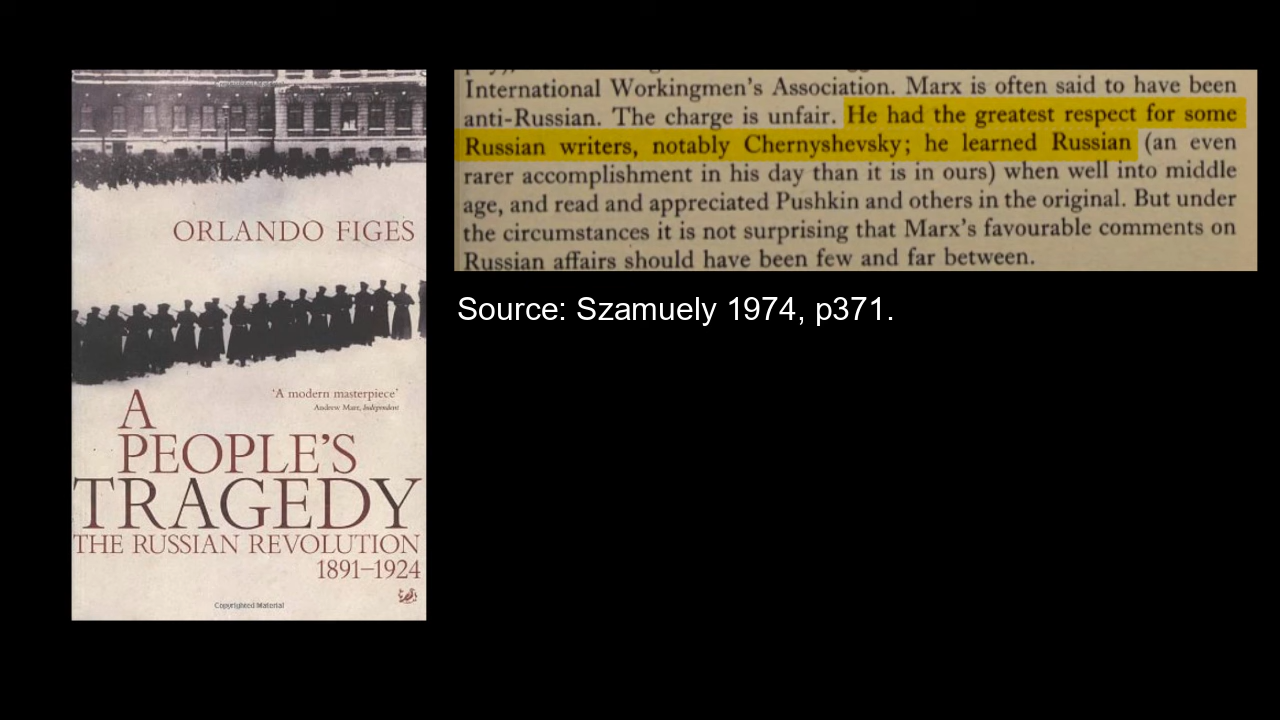 ORLANDO FIGES
'A modern masterpiece'
Andrew Marr, Independent
A
PEOPLE'S
TRAGEDY
THE RUSSIAN REVOLUTION
1891–1924
Copyrighted Material
International Workingmen's Association. Marx is often said to have been
anti-Russian. The charge is unfair. He had the greatest respect for some
Russian writers, notably Chernyshevsky; he learned Russian (an even
rarer accomplishment in his day than it is in ours) when well into middle
age, and read and appreciated Pushkin and others in the original. But under
the circumstances it is not surprising that Marx's favourable comments on
Russian affairs should have been few and far between.
Source: Szamuely 1974, p371.